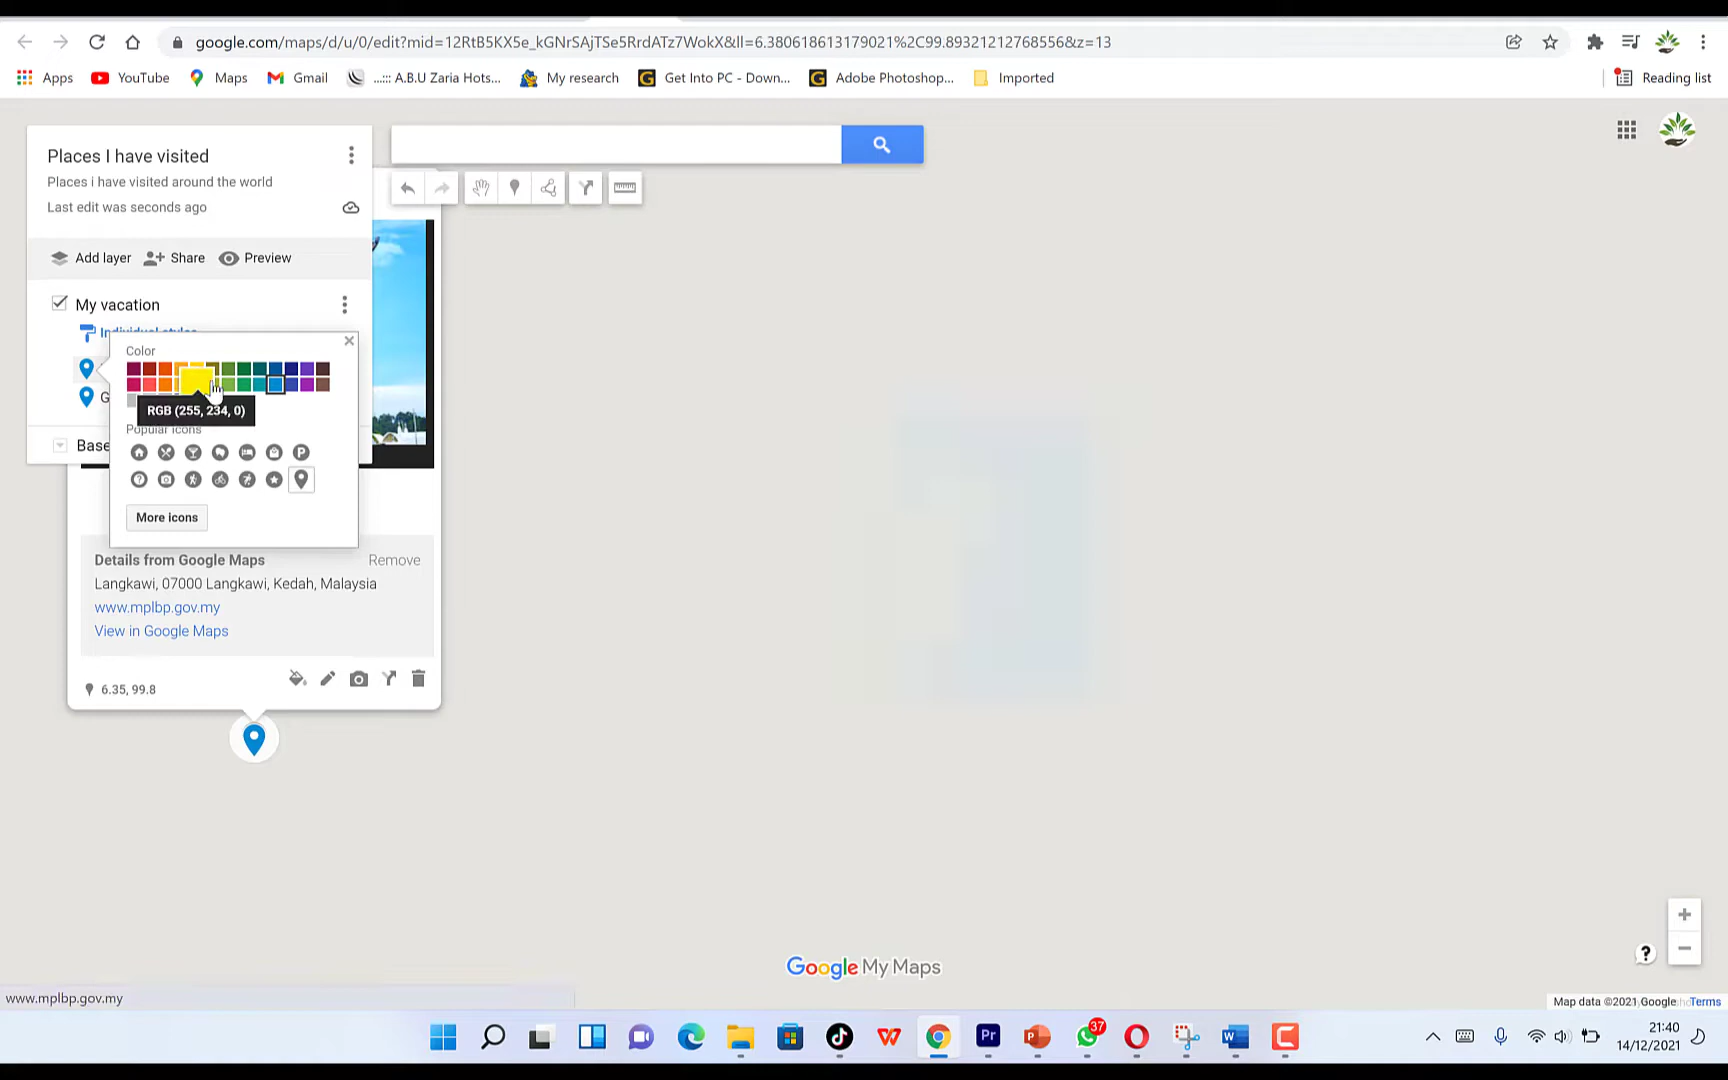 google.com/maps/d/u/0/edit?mid=12RtB5KX5e_kGNrSAjTSe5RrdATz7WokX&ll=6.380618613179021%2C99.89321212768556&z=13
Apps
YouTube
Maps
Gmail
...::: A.B.U Zaria Hots...
My research
Get Into PC - Down...
Adobe Photoshop...
Imported
Reading list
Places I have visited
Places i have visited around the world
Last edit was seconds ago
Add layer
Share
Preview
My vacation
Individual styles
Color
G
RGB (255, 234, 0)
Popular icons
Base
P
More icons
Details from Google Maps
Remove
Langkawi, 07000 Langkawi, Kedah, Malaysia
www.mplbp.gov.my
View in Google Maps
6.35, 99.8
Google My Maps
www.mplbp.gov.my
Map data ©2021 Google
Terms
37
21:40
14/12/2021